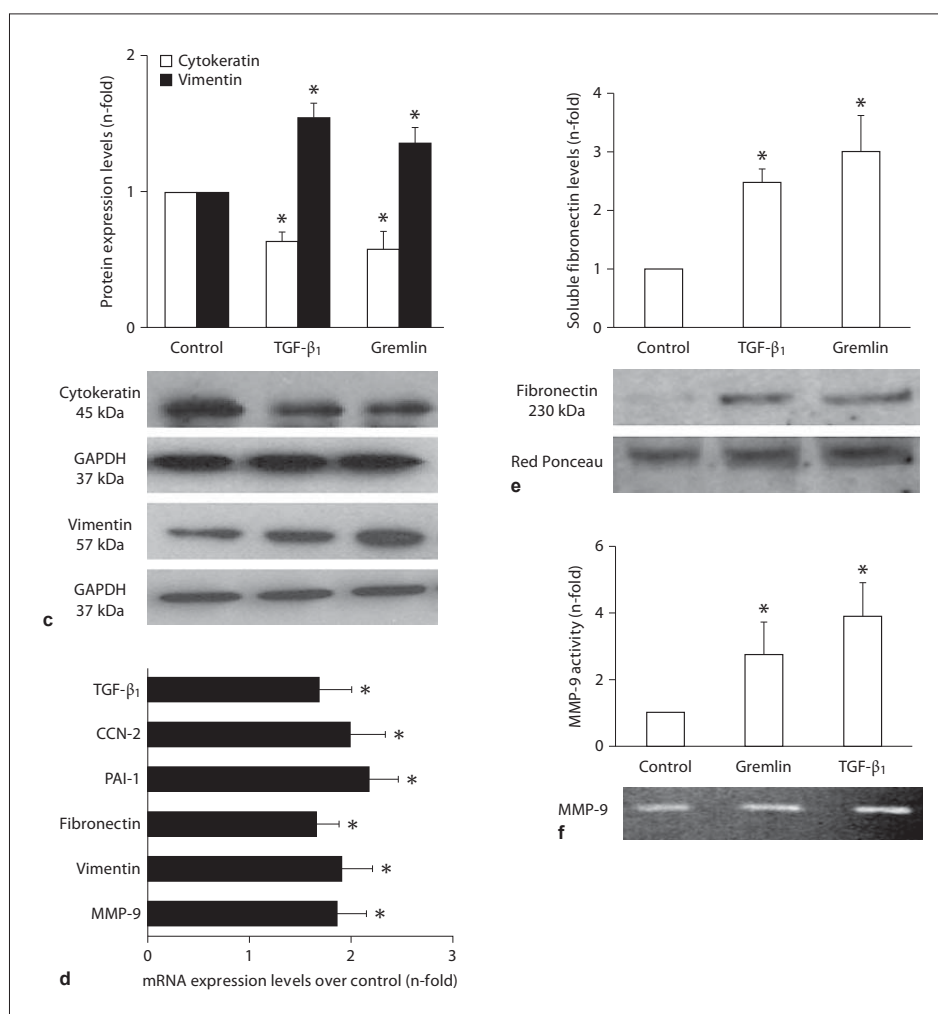 2
1
0
Protein expression levels (n-fold)
Cytokeratin
Vimentin
*
*
*
*
Control
TGF-β₁
Gremlin
Cytokeratin
45 kDa
GAPDH
37 kDa
Vimentin
57 kDa
GAPDH
37 kDa
c
TGF-β₁
*
CCN-2
*
PAI-1
*
Fibronectin
*
Vimentin
*
MMP-9
*
0
1
2
3
d
mRNA expression levels over control (n-fold)
4
3
2
1
0
Soluble fibronectin levels (n-fold)
*
*
Control
TGF-β₁
Gremlin
Fibronectin
230 kDa
Red Ponceau
e
6
4
2
0
MMP-9 activity (n-fold)
*
*
Control
Gremlin
TGF-β₁
MMP-9
f